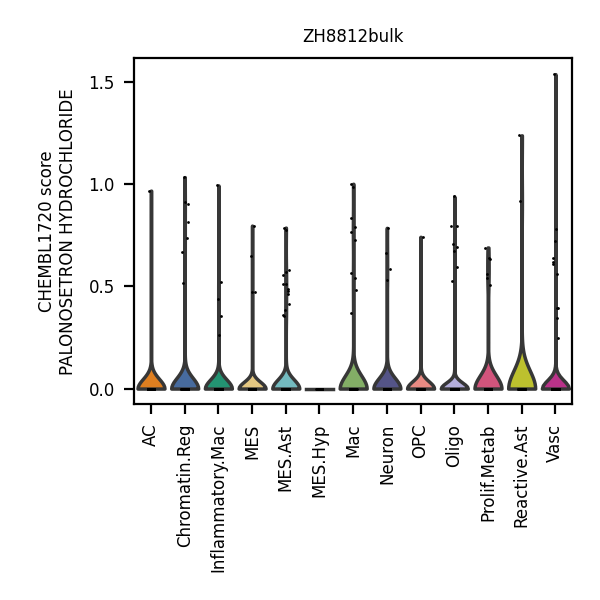 ZH8812bulk
CHEMBL1720 score
PALONOSETRON HYDROCHLORIDE
1.5
1.0
0.5
0.0
AC
Chromatin.Reg
Inflammatory.Mac
MES
MES.Ast
MES.Hyp
Mac
Neuron
OPC
Oligo
Prolif.Metab
Reactive.Ast
Vasc